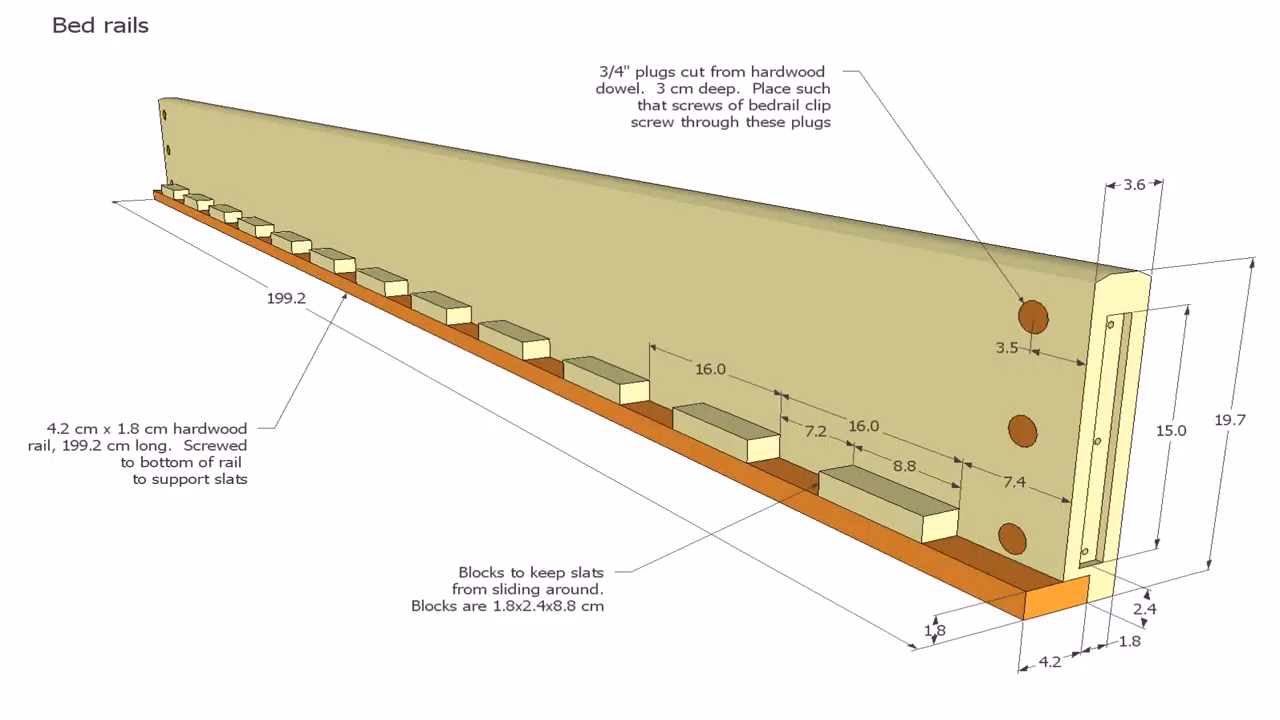 Bed rails
3/4" plugs cut from hardwood
dowel.  3 cm deep.  Place such
that screws of bedrail clip
screw through these plugs
3.6
199.2
3.5
16.0
7.2
16.0
8.8
7.4
15.0
19.7
4.2 cm x 1.8 cm hardwood
rail, 199.2 cm long.  Screwed
to bottom of rail
to support slats
Blocks to keep slats
from sliding around.
Blocks are 1.8x2.4x8.8 cm
1.8
2.4
1.8
4.2